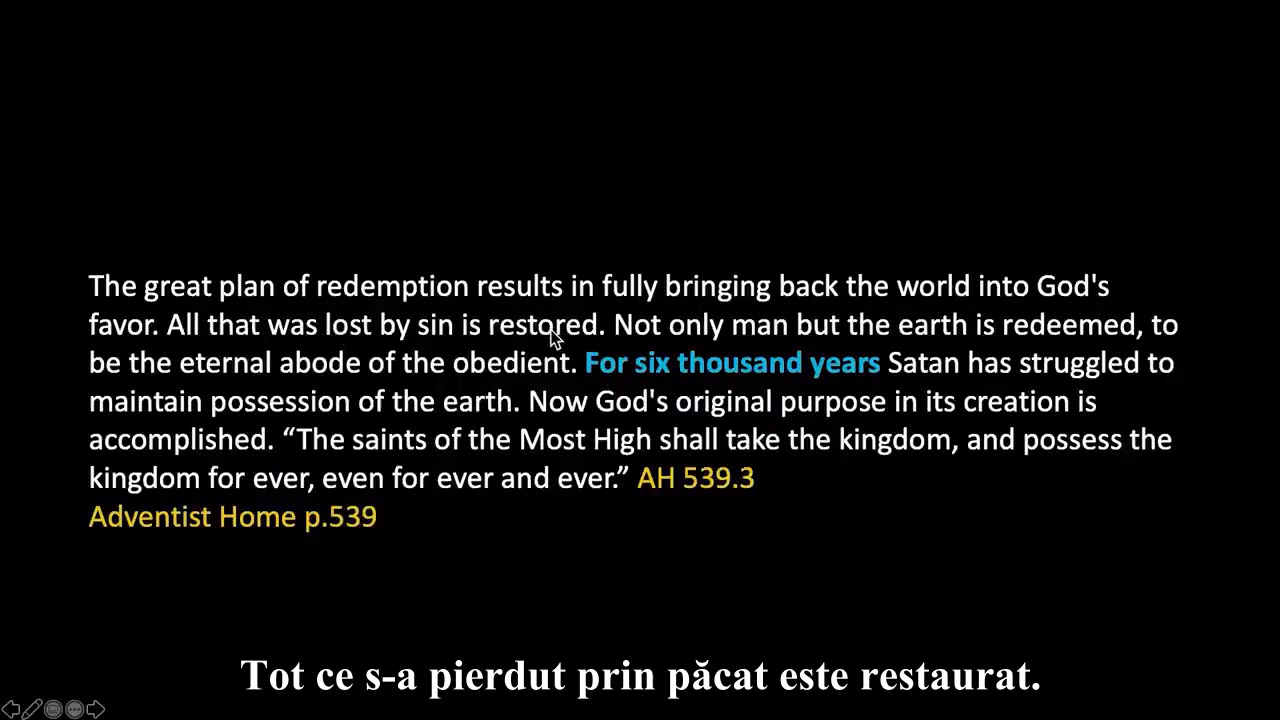 The great plan of redemption results in fully bringing back the world into God's
favor. All that was lost by sin is restored. Not only man but the earth is redeemed, to
be the eternal abode of the obedient. For six thousand years Satan has struggled to
maintain possession of the earth. Now God's original purpose in its creation is
accomplished. “The saints of the Most High shall take the kingdom, and possess the
kingdom for ever, even for ever and ever.” AH 539.3
Adventist Home p.539
Tot ce s-a pierdut prin păcat este restaurat.